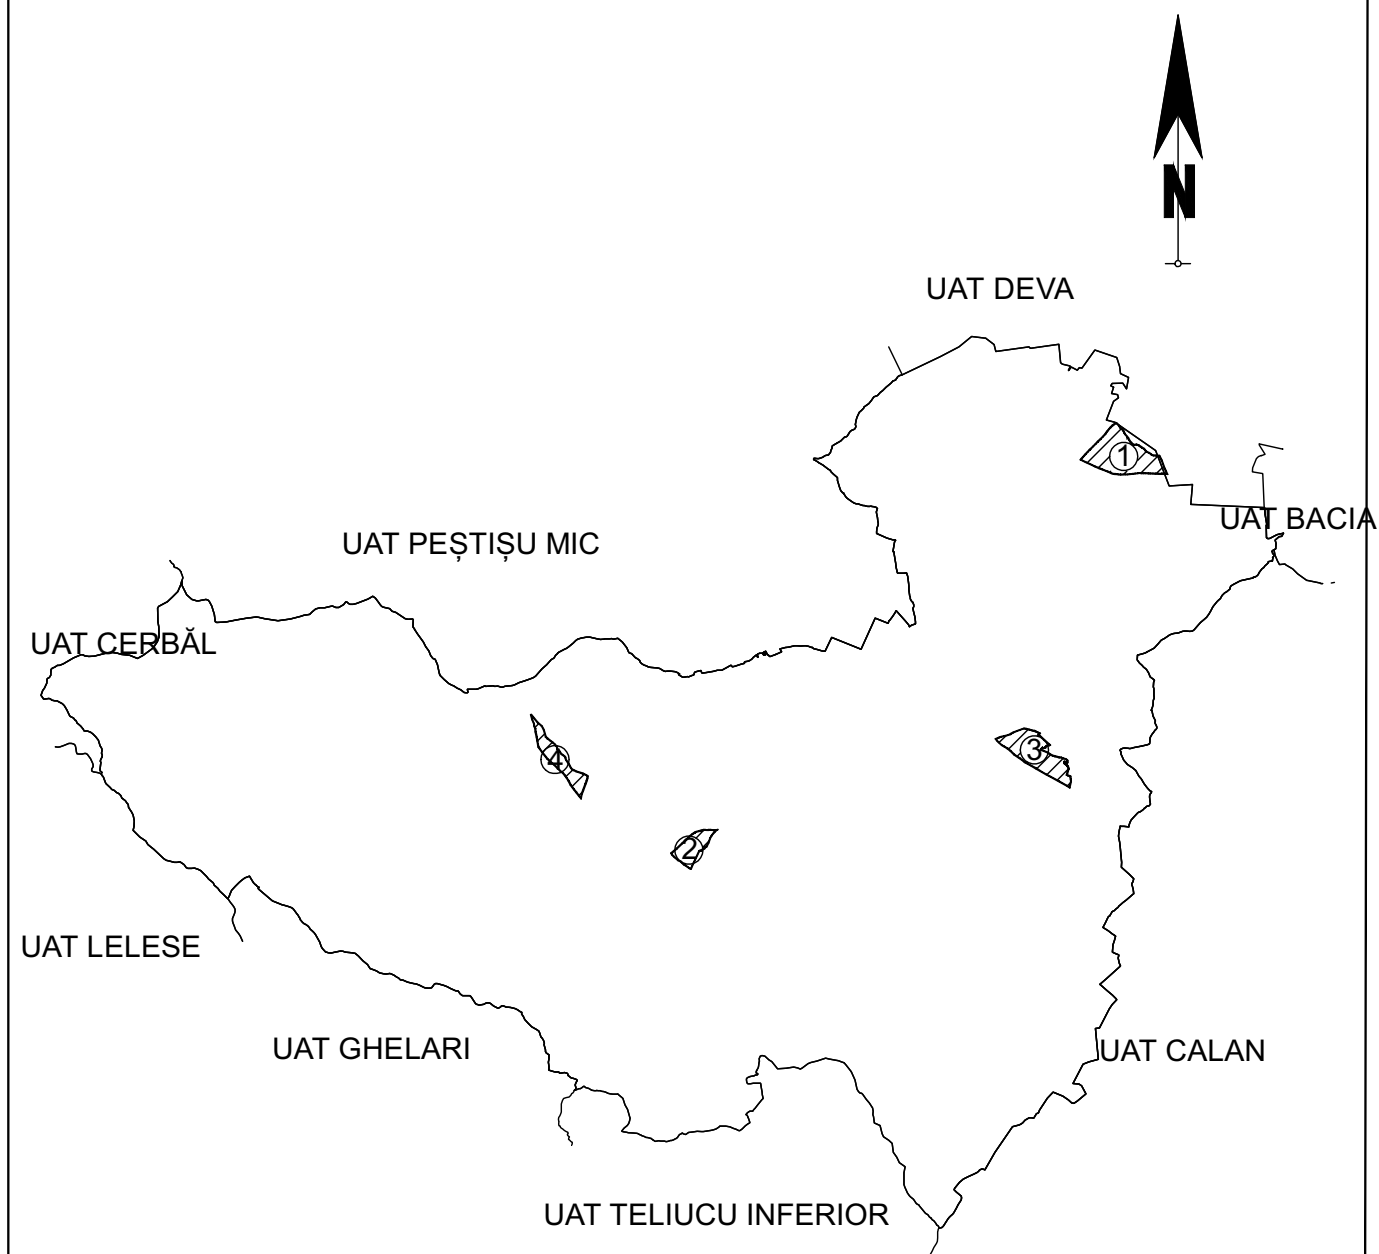 N
UAT DEVA
1
UAT BACIA
UAT PEȘTIȘU MIC
UAT CERBĂL
3
4
2
UAT LELESE
UAT GHELARI
UAT CALAN
UAT TELIUCU INFERIOR